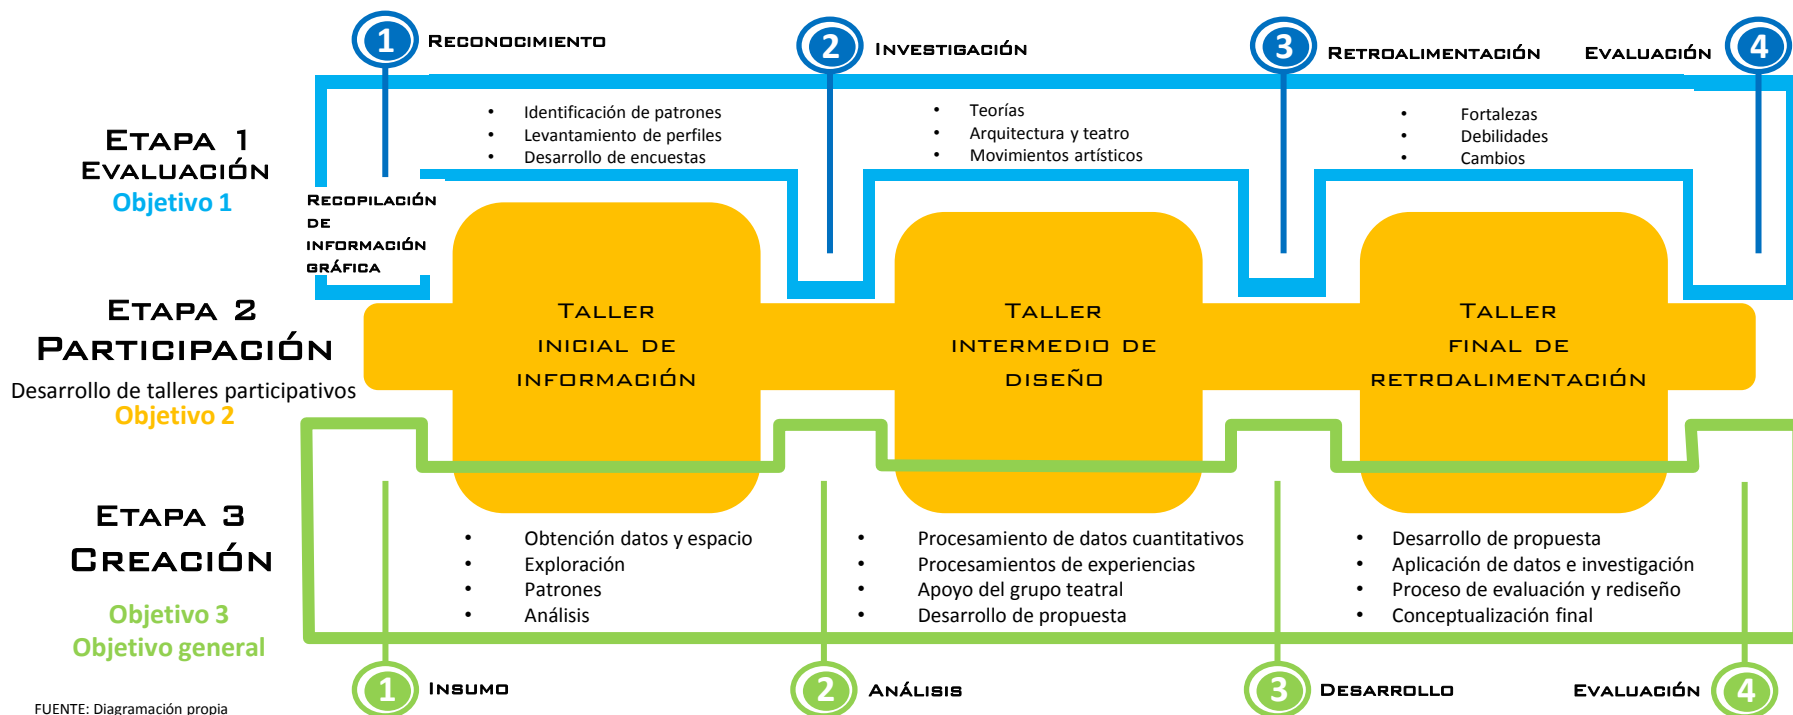 1 RECONOCIMIENTO
2 INVESTIGACIÓN
3 RETROALIMENTACIÓN
EVALUACIÓN 4
ETAPA 1
EVALUACIÓN
Objetivo 1
• Identificación de patrones
• Levantamiento de perfiles
• Desarrollo de encuestas
• Teorías
• Arquitectura y teatro
• Movimientos artísticos
• Fortalezas
• Debilidades
• Cambios
RECOPILACIÓN
DE
INFORMACIÓN
GRÁFICA
ETAPA 2
PARTICIPACIÓN
Desarrollo de talleres participativos
Objetivo 2
TALLER
INICIAL DE
INFORMACIÓN
TALLER
INTERMEDIO DE
DISEÑO
TALLER
FINAL DE
RETROALIMENTACIÓN
ETAPA 3
CREACIÓN
Objetivo 3
Objetivo general
• Obtención datos y espacio
• Exploración
• Patrones
• Análisis
• Procesamiento de datos cuantitativos
• Procesamientos de experiencias
• Apoyo del grupo teatral
• Desarrollo de propuesta
• Desarrollo de propuesta
• Aplicación de datos e investigación
• Proceso de evaluación y rediseño
• Conceptualización final
1 INSUMO
2 ANÁLISIS
3 DESARROLLO
EVALUACIÓN 4
FUENTE: Diagramación propia